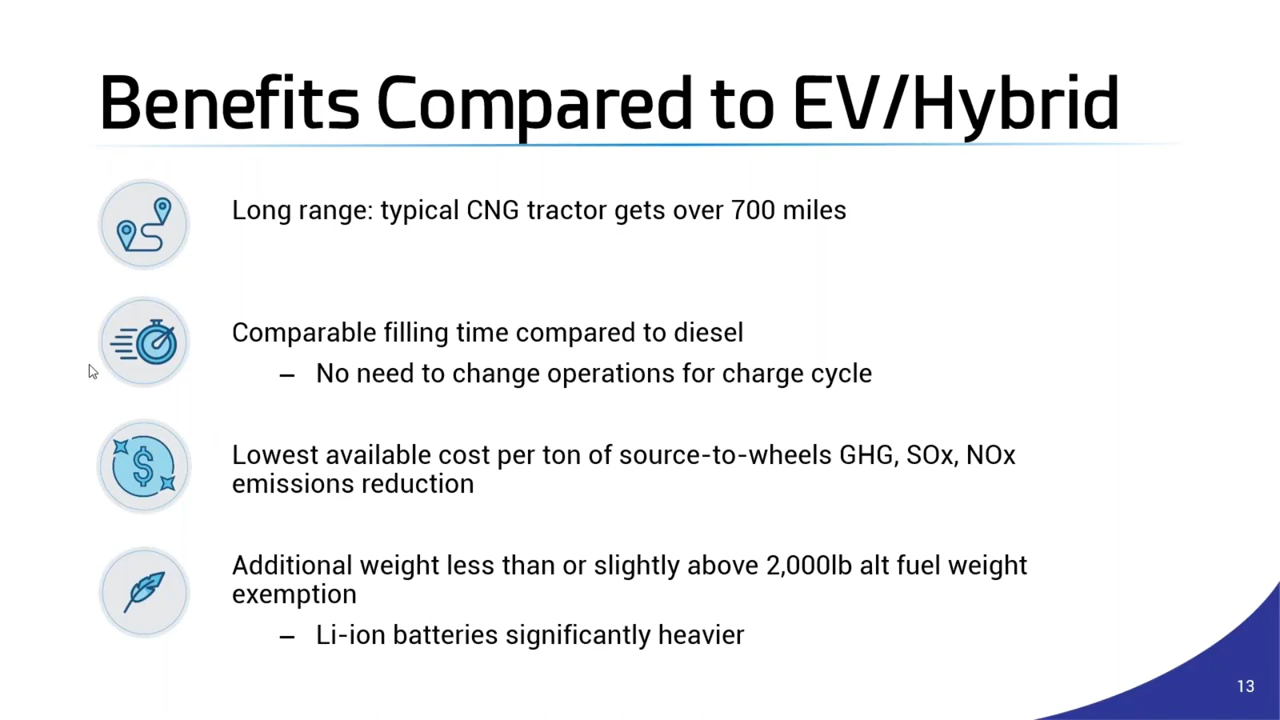 Benefits Compared to EV/Hybrid
Long range: typical CNG tractor gets over 700 miles
Comparable filling time compared to diesel
– No need to change operations for charge cycle
$
Lowest available cost per ton of source-to-wheels GHG, SOx, NOx
emissions reduction
Additional weight less than or slightly above 2,000lb alt fuel weight
exemption
– Li-ion batteries significantly heavier
13